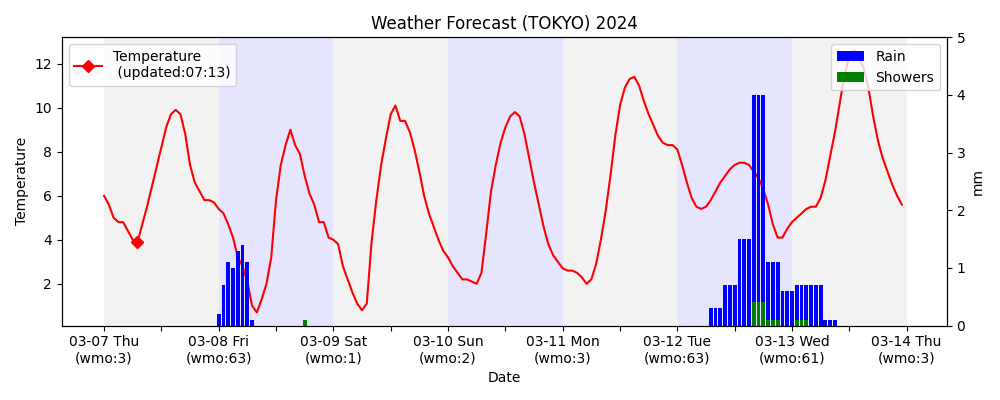 Weather Forecast (TOKYO) 2024
Temperature
(updated:07:13)
Rain
Showers
12
10
8
6
4
2
Temperature
5
4
3
2
1
0
mm
03-07 Thu
(wmo:3)
03-08 Fri
(wmo:63)
03-09 Sat
(wmo:1)
03-10 Sun
(wmo:2)
03-11 Mon
(wmo:3)
03-12 Tue
(wmo:63)
03-13 Wed
(wmo:61)
03-14 Thu
(wmo:3)
Date